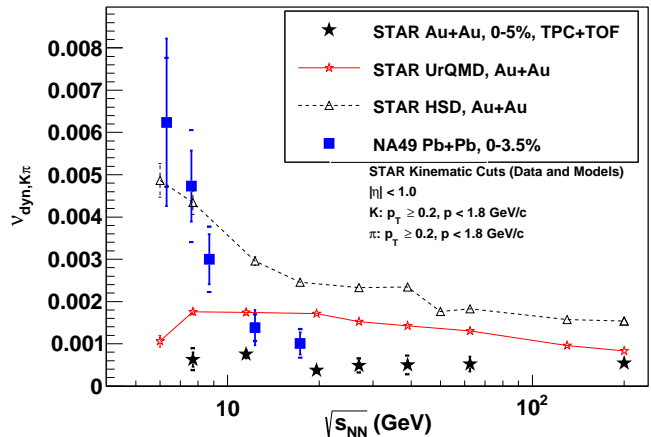 STAR Au+Au, 0-5%, TPC+TOF
STAR UrQMD, Au+Au
STAR HSD, Au+Au
NA49 Pb+Pb, 0-3.5%
STAR Kinematic Cuts (Data and Models)
|η| < 1.0
K: p_T ≥ 0.2, p < 1.8 GeV/c
π: p_T ≥ 0.2, p < 1.8 GeV/c
ν_dyn,Kπ
0.008
0.007
0.006
0.005
0.004
0.003
0.002
0.001
0
10
10²
√s_NN (GeV)